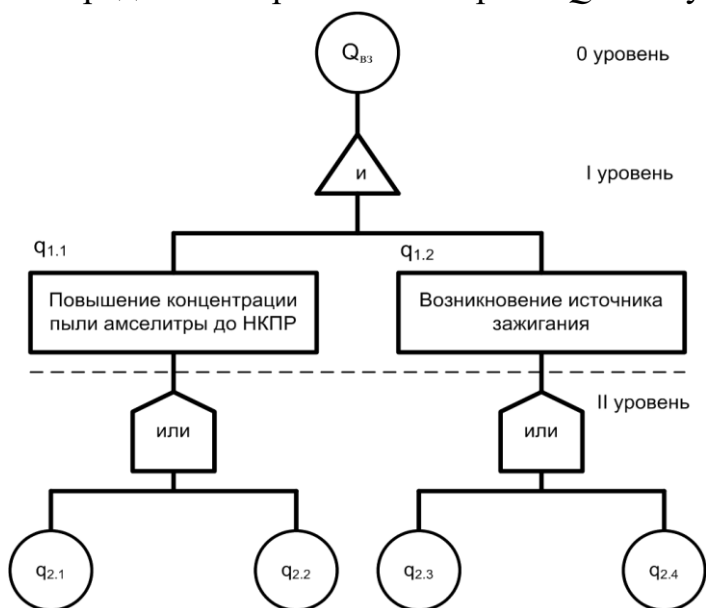 Q
Qвз
0 уровень
и
I уровень
q1.1
q1.2
Повышение концентрации
пыли амселитры до НКПР
Возникновение источника
зажигания
II уровень
или
или
q2.1
q2.2
q2.3
q2.4